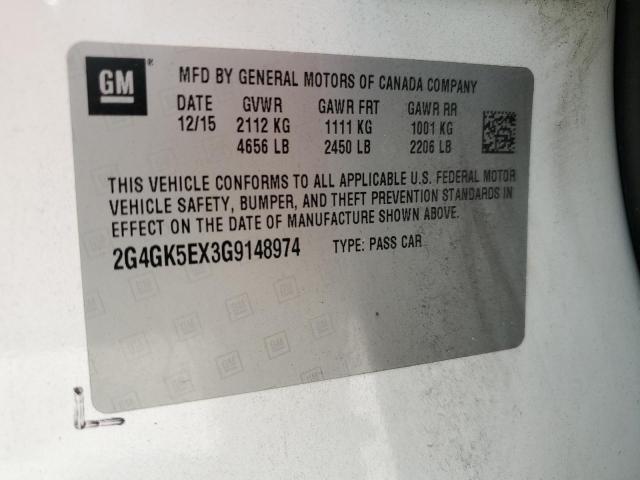 GM ®
MFD BY GENERAL MOTORS OF CANADA COMPANY
DATE GVWR GAWR FRT GAWR RR
12/15 2112 KG 1111 KG 1001 KG
4656 LB 2450 LB 2206 LB
THIS VEHICLE CONFORMS TO ALL APPLICABLE U.S. FEDERAL MOTOR
VEHICLE SAFETY, BUMPER, AND THEFT PREVENTION STANDARDS IN
EFFECT ON THE DATE OF MANUFACTURE SHOWN ABOVE.
2G4GK5EX3G9148974 TYPE: PASS CAR